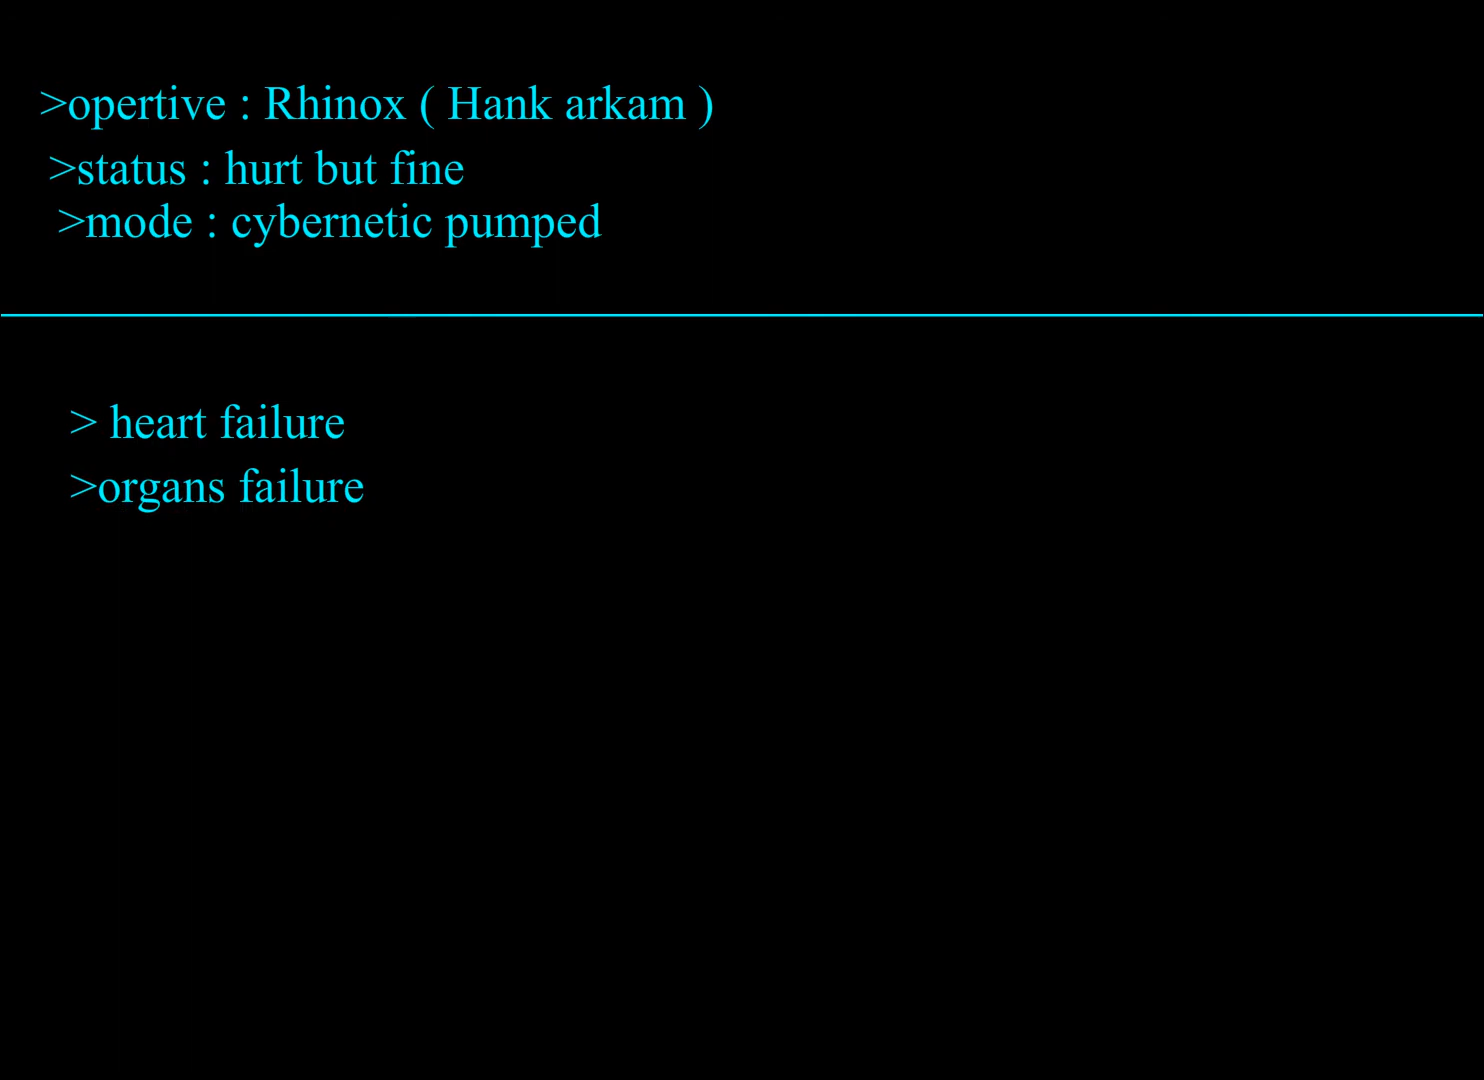 >opertive : Rhinox ( Hank arkam )
>status : hurt but fine
>mode : cybernetic pumped
> heart failure
>organs failure